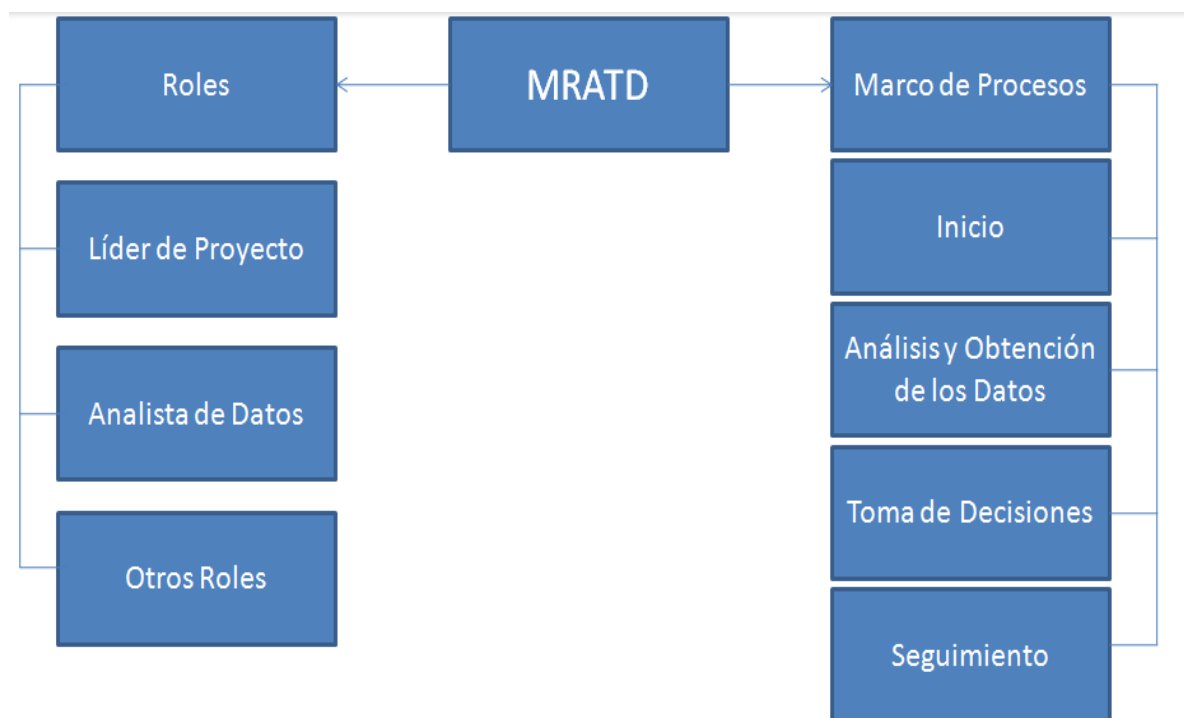 Roles
MRATD
Marco de Procesos
Líder de Proyecto
Analista de Datos
Otros Roles
Inicio
Análisis y Obtención
de los Datos
Toma de Decisiones
Seguimiento